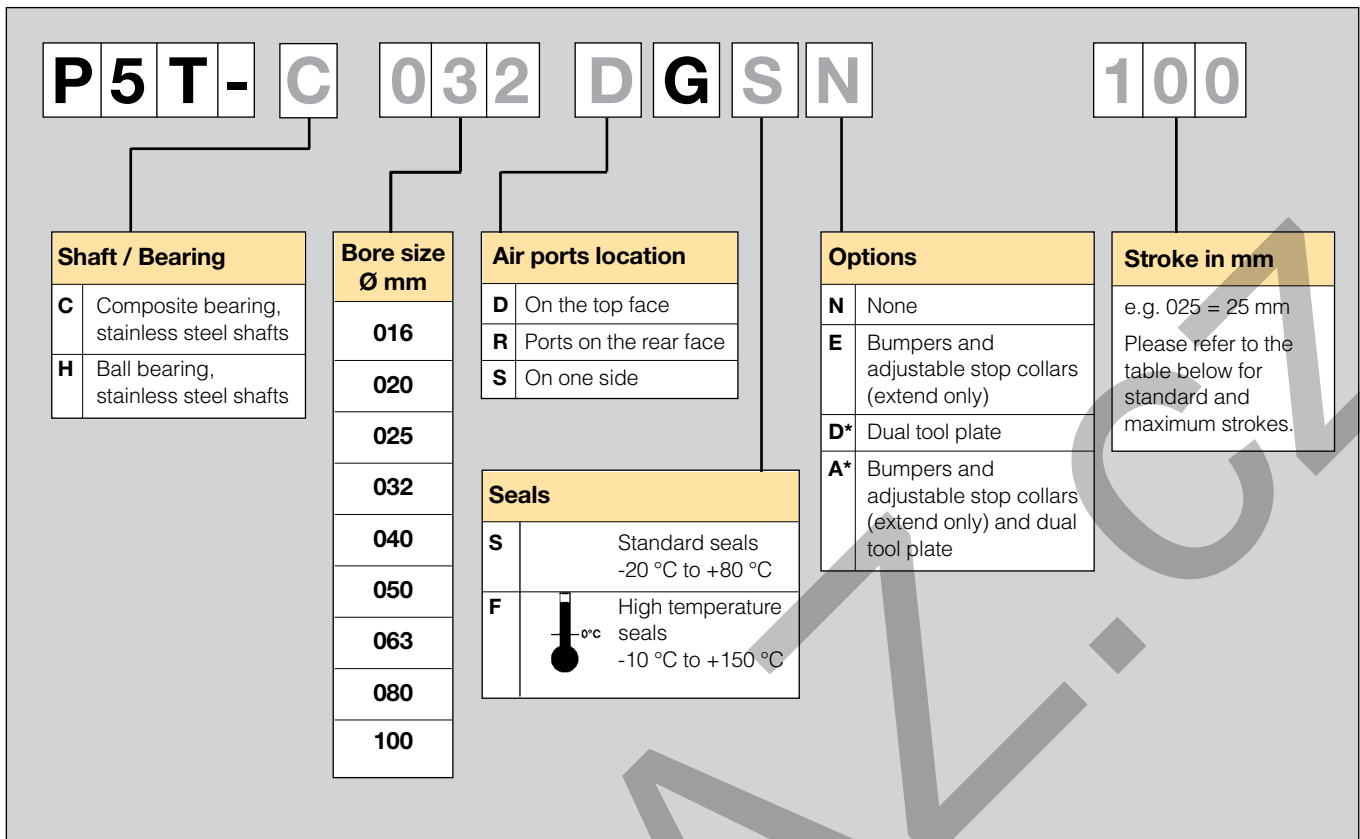 P5T- C 032 D G S N 100
Shaft / Bearing
C Composite bearing,
stainless steel shafts
H Ball bearing,
stainless steel shafts
Bore size
Ø mm
016
020
025
032
040
050
063
080
100
Air ports location
D On the top face
R Ports on the rear face
S On one side
Seals
S Standard seals
-20 °C to +80 °C
F High temperature
0°C seals
-10 °C to +150 °C
Options
N None
E Bumpers and
adjustable stop collars
(extend only)
D* Dual tool plate
A* Bumpers and
adjustable stop collars
(extend only) and dual
tool plate
Stroke in mm
e.g. 025 = 25 mm
Please refer to the
table below for
standard and
maximum strokes.
z.cz